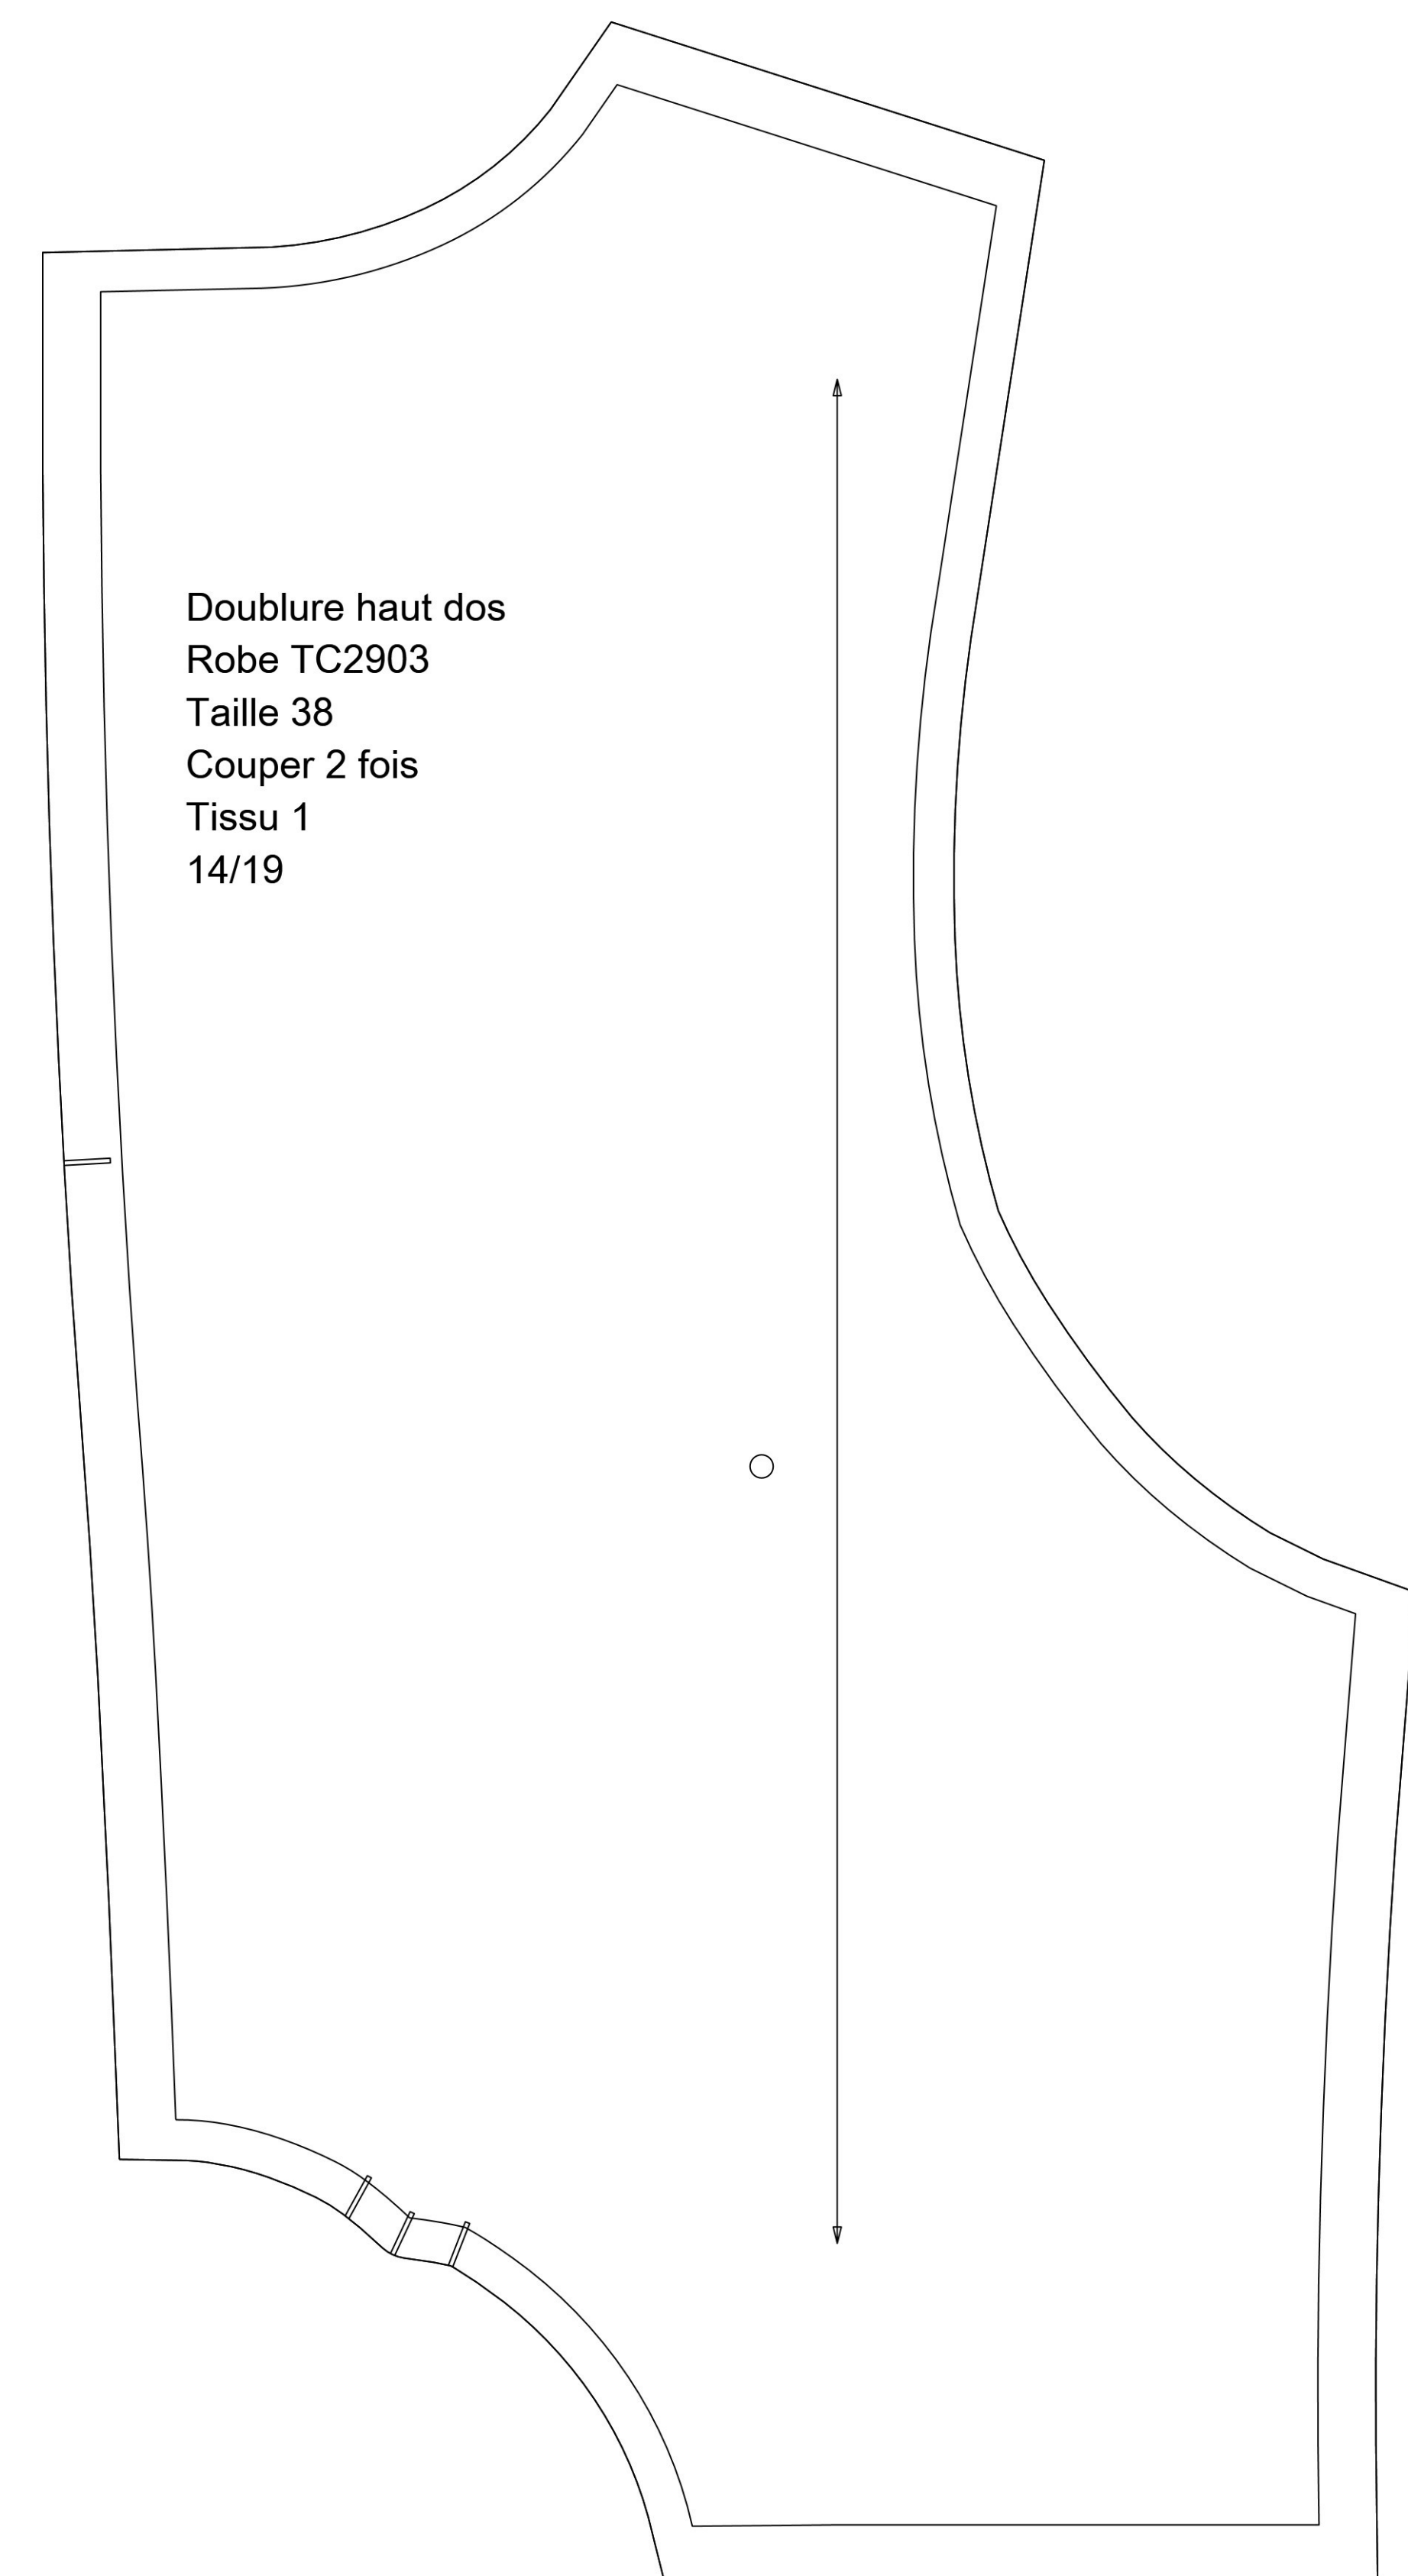 Doublure haut dos
Robe TC2903
Taille 38
Couper 2 fois
Tissu 1
14/19